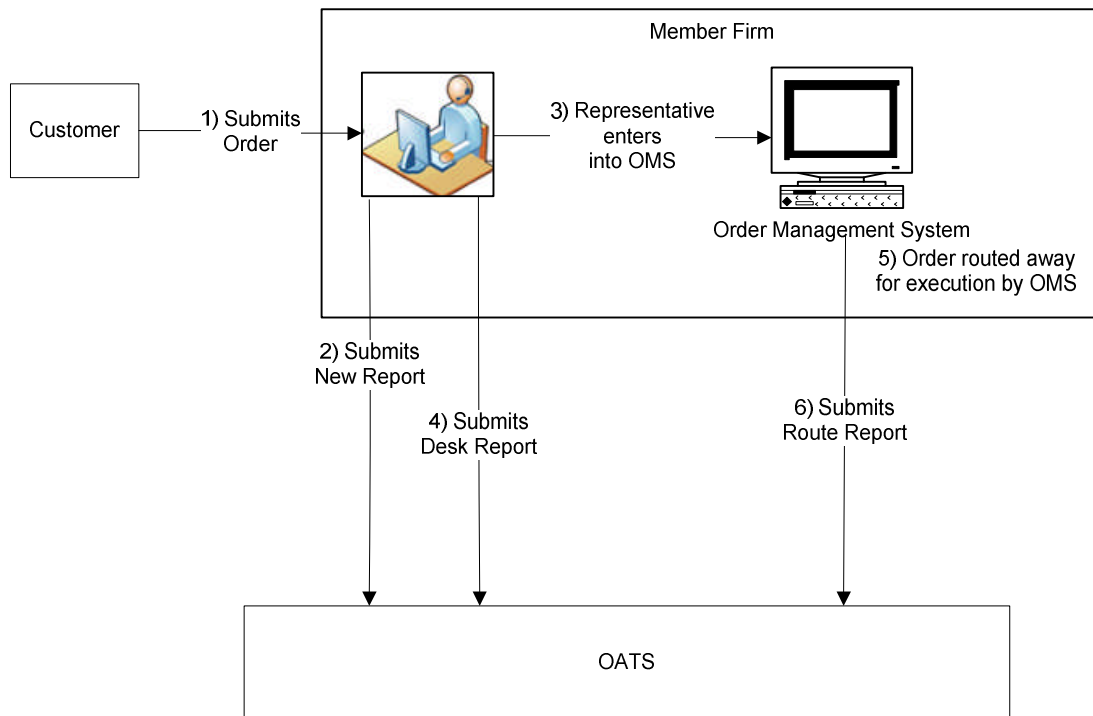 Member Firm
Customer
1) Submits
Order
3) Representative
enters
into OMS
Order Management System
5) Order routed away
for execution by OMS
2) Submits
New Report
4) Submits
Desk Report
6) Submits
Route Report
OATS